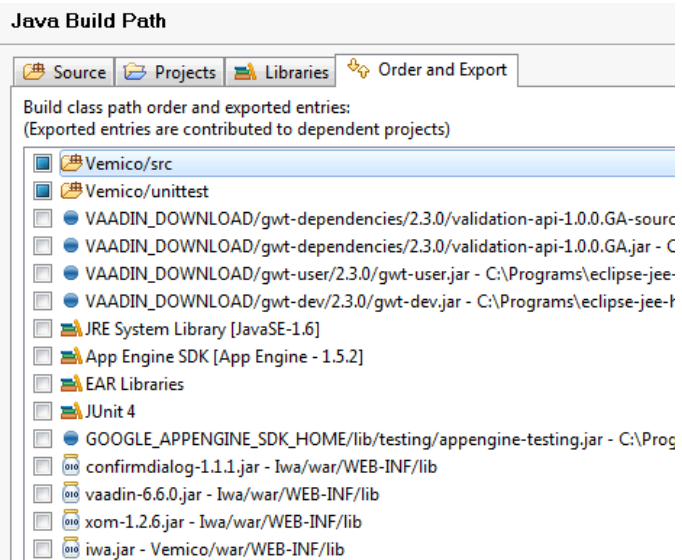 Java Build Path
Source Projects Libraries Order and Export
Build class path order and exported entries:
(Exported entries are contributed to dependent projects)
Vemico/src
Vemico/unittest
VAADIN_DOWNLOAD/gwt-dependencies/2.3.0/validation-api-1.0.0.GA-sourc
VAADIN_DOWNLOAD/gwt-dependencies/2.3.0/validation-api-1.0.0.GA.jar - C
VAADIN_DOWNLOAD/gwt-user/2.3.0/gwt-user.jar - C:\Programs\eclipse-jee-
VAADIN_DOWNLOAD/gwt-dev/2.3.0/gwt-dev.jar - C:\Programs\eclipse-jee-h
JRE System Library [JavaSE-1.6]
App Engine SDK [App Engine - 1.5.2]
EAR Libraries
JUnit 4
GOOGLE_APPENGINE_SDK_HOME/lib/testing/appengine-testing.jar - C:\Prog
confirmdialog-1.1.1.jar - Iwa/war/WEB-INF/lib
vaadin-6.6.0.jar - Iwa/war/WEB-INF/lib
xom-1.2.6.jar - Iwa/war/WEB-INF/lib
iwa.jar - Vemico/war/WEB-INF/lib